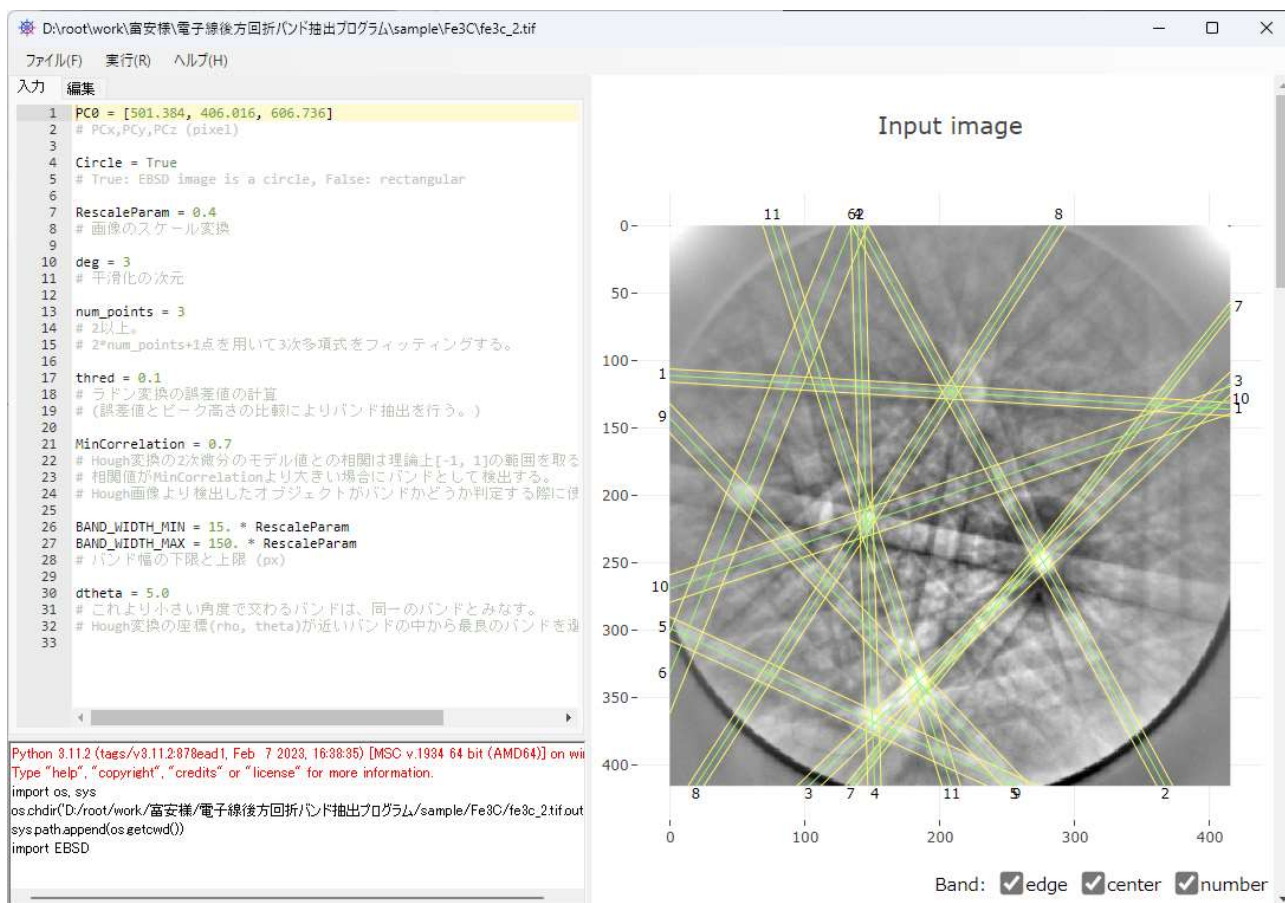 D:\root\work\富安様\電子線後方回折バンド抽出プログラム\sample\Fe3C\fe3c_2.tif
ファイル(F) 実行(R) ヘルプ(H)
入力 編集
1 PC0 = [501.384, 406.016, 606.736]
2 # PCx,PCy,PCz (pixel)
3
4 Circle = True
5 # True: EBSD image is a circle, False: rectangular
6
7 RescaleParam = 0.4
8 # 画像のスケール変換
9
10 deg = 3
11 # 平滑化の次元
12
13 num_points = 3
14 # 2以上。
15 # 2*num_points+1点を用いて3次多項式をフィッティングする。
16
17 thred = 0.1
18 # ラドン変換の誤差値の計算
19 # (誤差値とピーク高さの比較によりバンド抽出を行う。)
20
21 MinCorrelation = 0.7
22 # Hough変換の2次微分のモデル値との相関は理論上[-1, 1]の範囲を取る
23 # 相関値がMinCorrelationより大きい場合にバンドとして検出する。
24 # Hough画像より検出したオブジェクトがバンドかどうか判定する際に使
25
26 BAND_WIDTH_MIN = 15. * RescaleParam
27 BAND_WIDTH_MAX = 150. * RescaleParam
28 # バンド幅の下限と上限 (px)
29
30 dtheta = 5.0
31 # これより小さい角度で交わるバンドは、同一のバンドとみなす。
32 # Hough変換の座標(rho, theta)が近いバンドの中から最良のバンドを選
33
Python 3.11.2 (tags/v3.11.2:878ead1, Feb 7 2023, 16:38:35) [MSC v.1934 64 bit (AMD64)] on wi
Type "help", "copyright", "credits" or "license" for more information.
import os, sys
os.chdir('D:/root/work/富安様/電子線後方回折バンド抽出プログラム/sample/Fe3C/fe3c_2.tif.out
sys.path.append(os.getcwd())
import EBSD
Input image
11 8
0
50
7
100
1
3
10
1
9
150
200
250
10
5
300
6
350
400
8 3 7 4 11 9 2
0 100 200 300 400
Band: edge center number